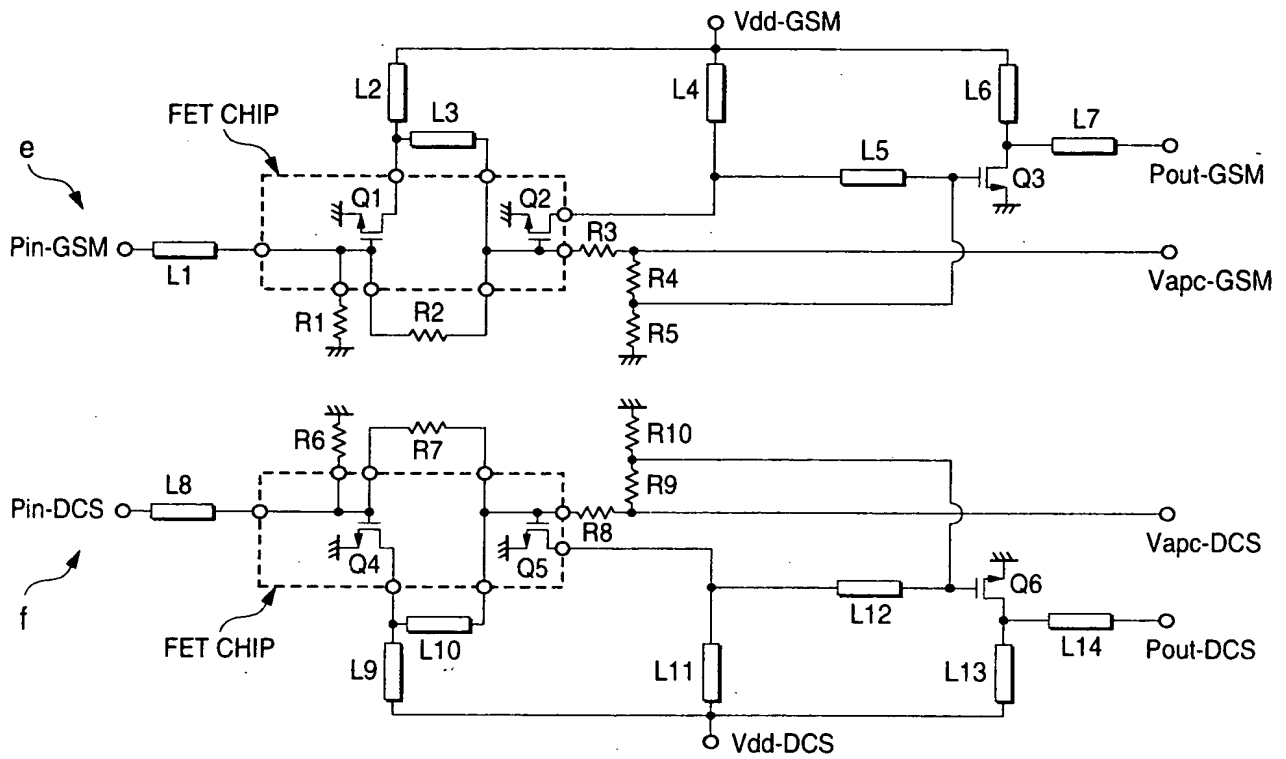 Vdd-GSM
L2
L4
L6
FET CHIP
L3
L7
e
L5
Pout-GSM
Q1
Q2
Q3
Pin-GSM
L1
R3
R4
Vapc-GSM
R1
R2
R5
R6
R7
R10
L8
R9
Pin-DCS
R8
Vapc-DCS
Q4
Q5
Q6
f
L12
FET CHIP
L10
L14
Pout-DCS
L9
L11
L13
Vdd-DCS